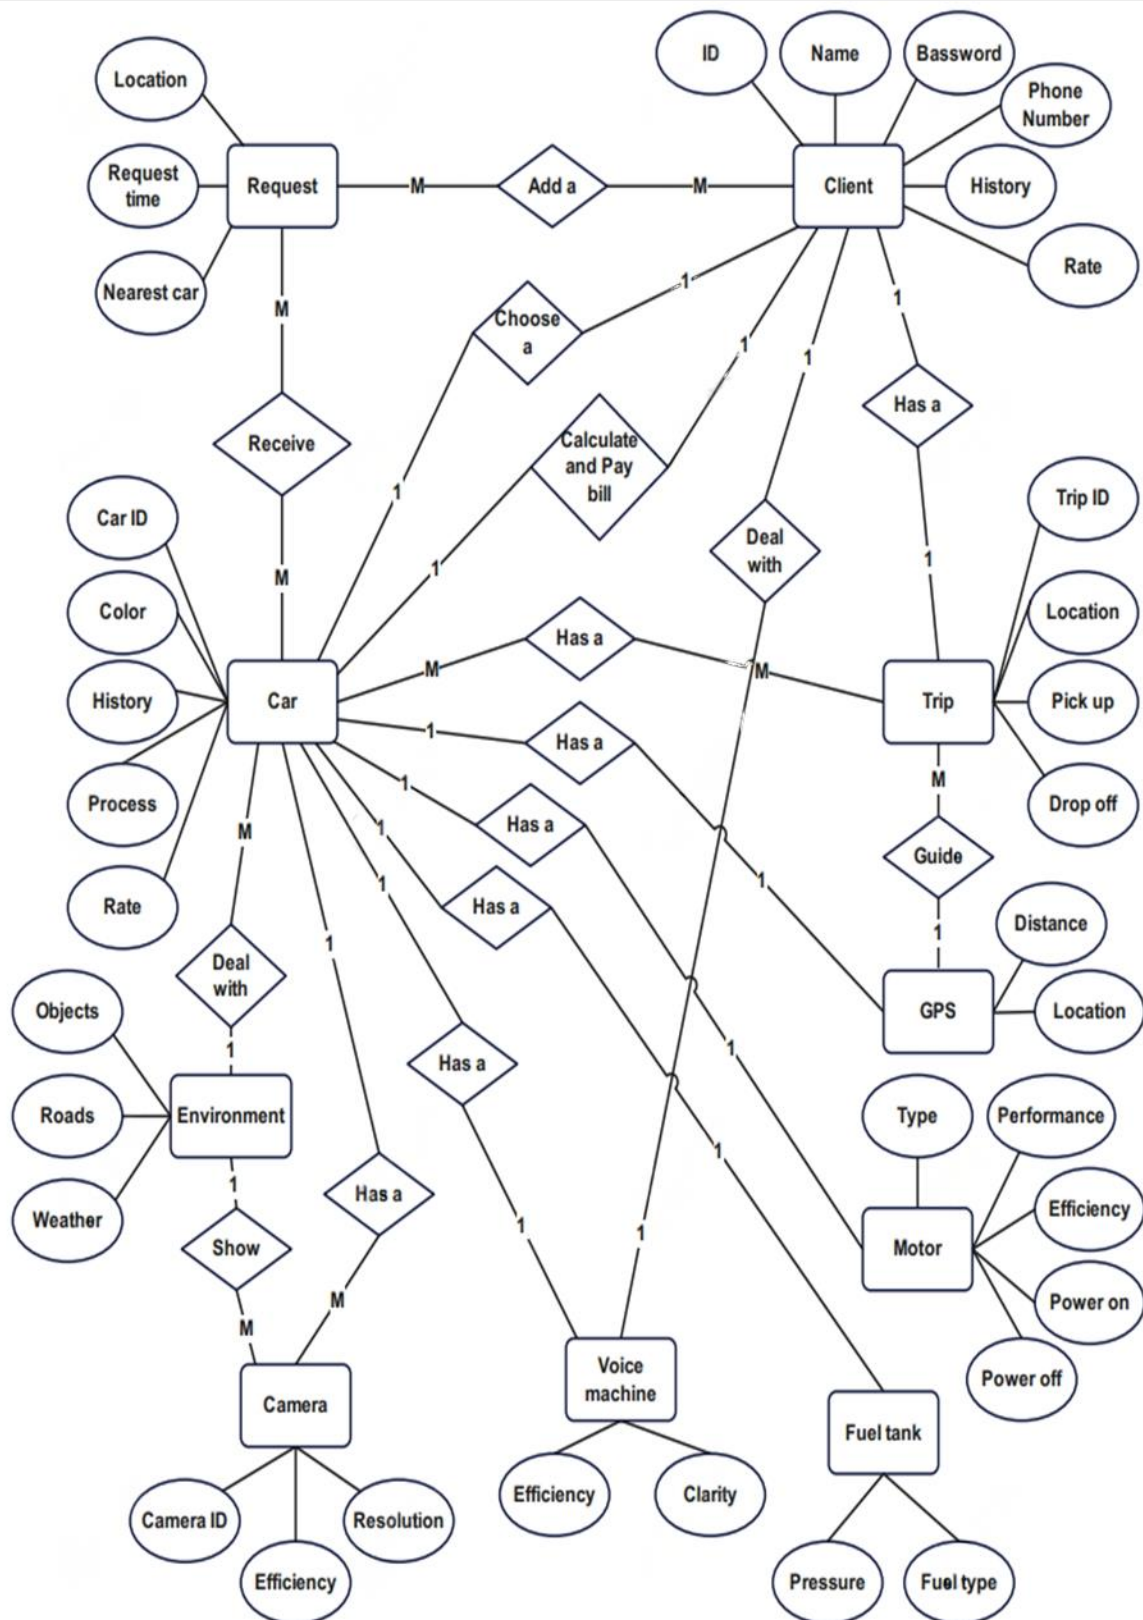 ID
Name
Bassword
Location
Phone
Number
Request
time
Request
M
Add a
M
Client
History
Rate
Nearest car
1
1
M
Choose
a
1
1
Has a
Receive
Calculate
and Pay
bill
1
Trip ID
Car ID
Deal
with
1
1
M
Color
Location
Has a
M
M
History
Car
Trip
Pick up
1
Has a
M
1
Process
Drop off
M
1
Has a
Guide
1
1
Rate
Has a
Distance
1
1
Deal
with
Objects
GPS
Location
1
1
Has a
Roads
Environment
Type
Performance
1
1
Has a
Efficiency
Weather
1
1
Show
Motor
M
Power on
M
Voice
machine
Power off
Camera
Fuel tank
Efficiency
Clarity
Camera ID
Resolution
Efficiency
Pressure
Fuel type